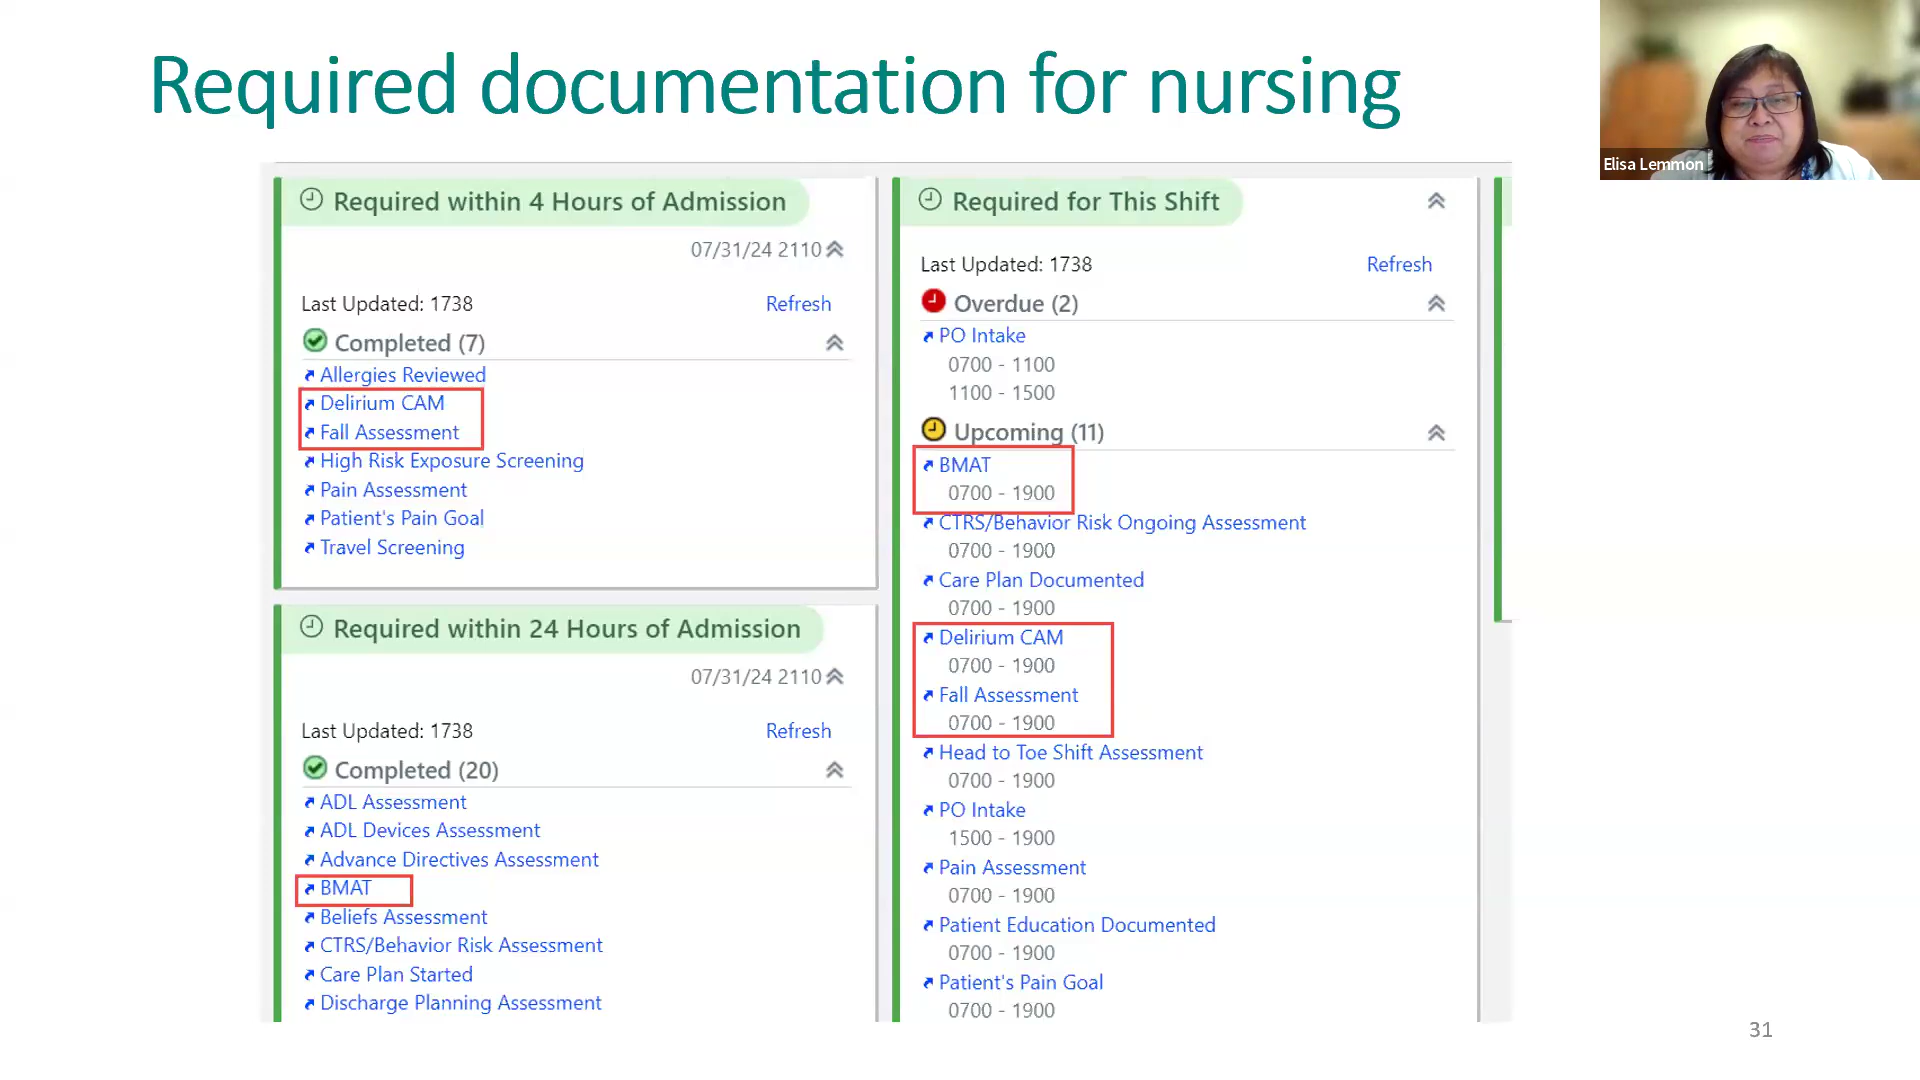 Required documentation for nursing
Elisa Lemmon
Required within 4 Hours of Admission
07/31/24 2110
Last Updated: 1738 Refresh
Completed (7)
Allergies Reviewed
Delirium CAM
Fall Assessment
High Risk Exposure Screening
Pain Assessment
Patient's Pain Goal
Travel Screening
Required within 24 Hours of Admission
07/31/24 2110
Last Updated: 1738 Refresh
Completed (20)
ADL Assessment
ADL Devices Assessment
Advance Directives Assessment
BMAT
Beliefs Assessment
CTRS/Behavior Risk Assessment
Care Plan Started
Discharge Planning Assessment
Required for This Shift
Last Updated: 1738 Refresh
Overdue (2)
PO Intake
0700 - 1100
1100 - 1500
Upcoming (11)
BMAT
0700 - 1900
CTRS/Behavior Risk Ongoing Assessment
0700 - 1900
Care Plan Documented
0700 - 1900
Delirium CAM
0700 - 1900
Fall Assessment
0700 - 1900
Head to Toe Shift Assessment
0700 - 1900
PO Intake
1500 - 1900
Pain Assessment
0700 - 1900
Patient Education Documented
0700 - 1900
Patient's Pain Goal
0700 - 1900
31